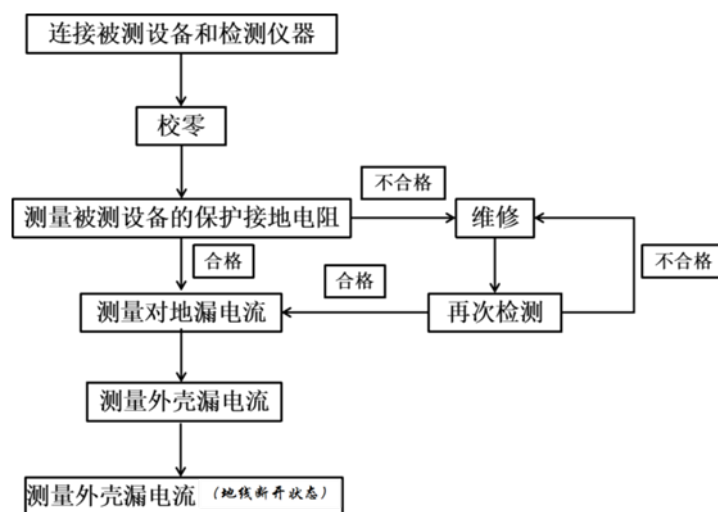 连接被测设备和检测仪器
校零
不合格
测量被测设备的保护接地电阻
维修
合格
合格
不合格
测量对地漏电流
再次检测
测量外壳漏电流
测量外壳漏电流（地线断开状态）